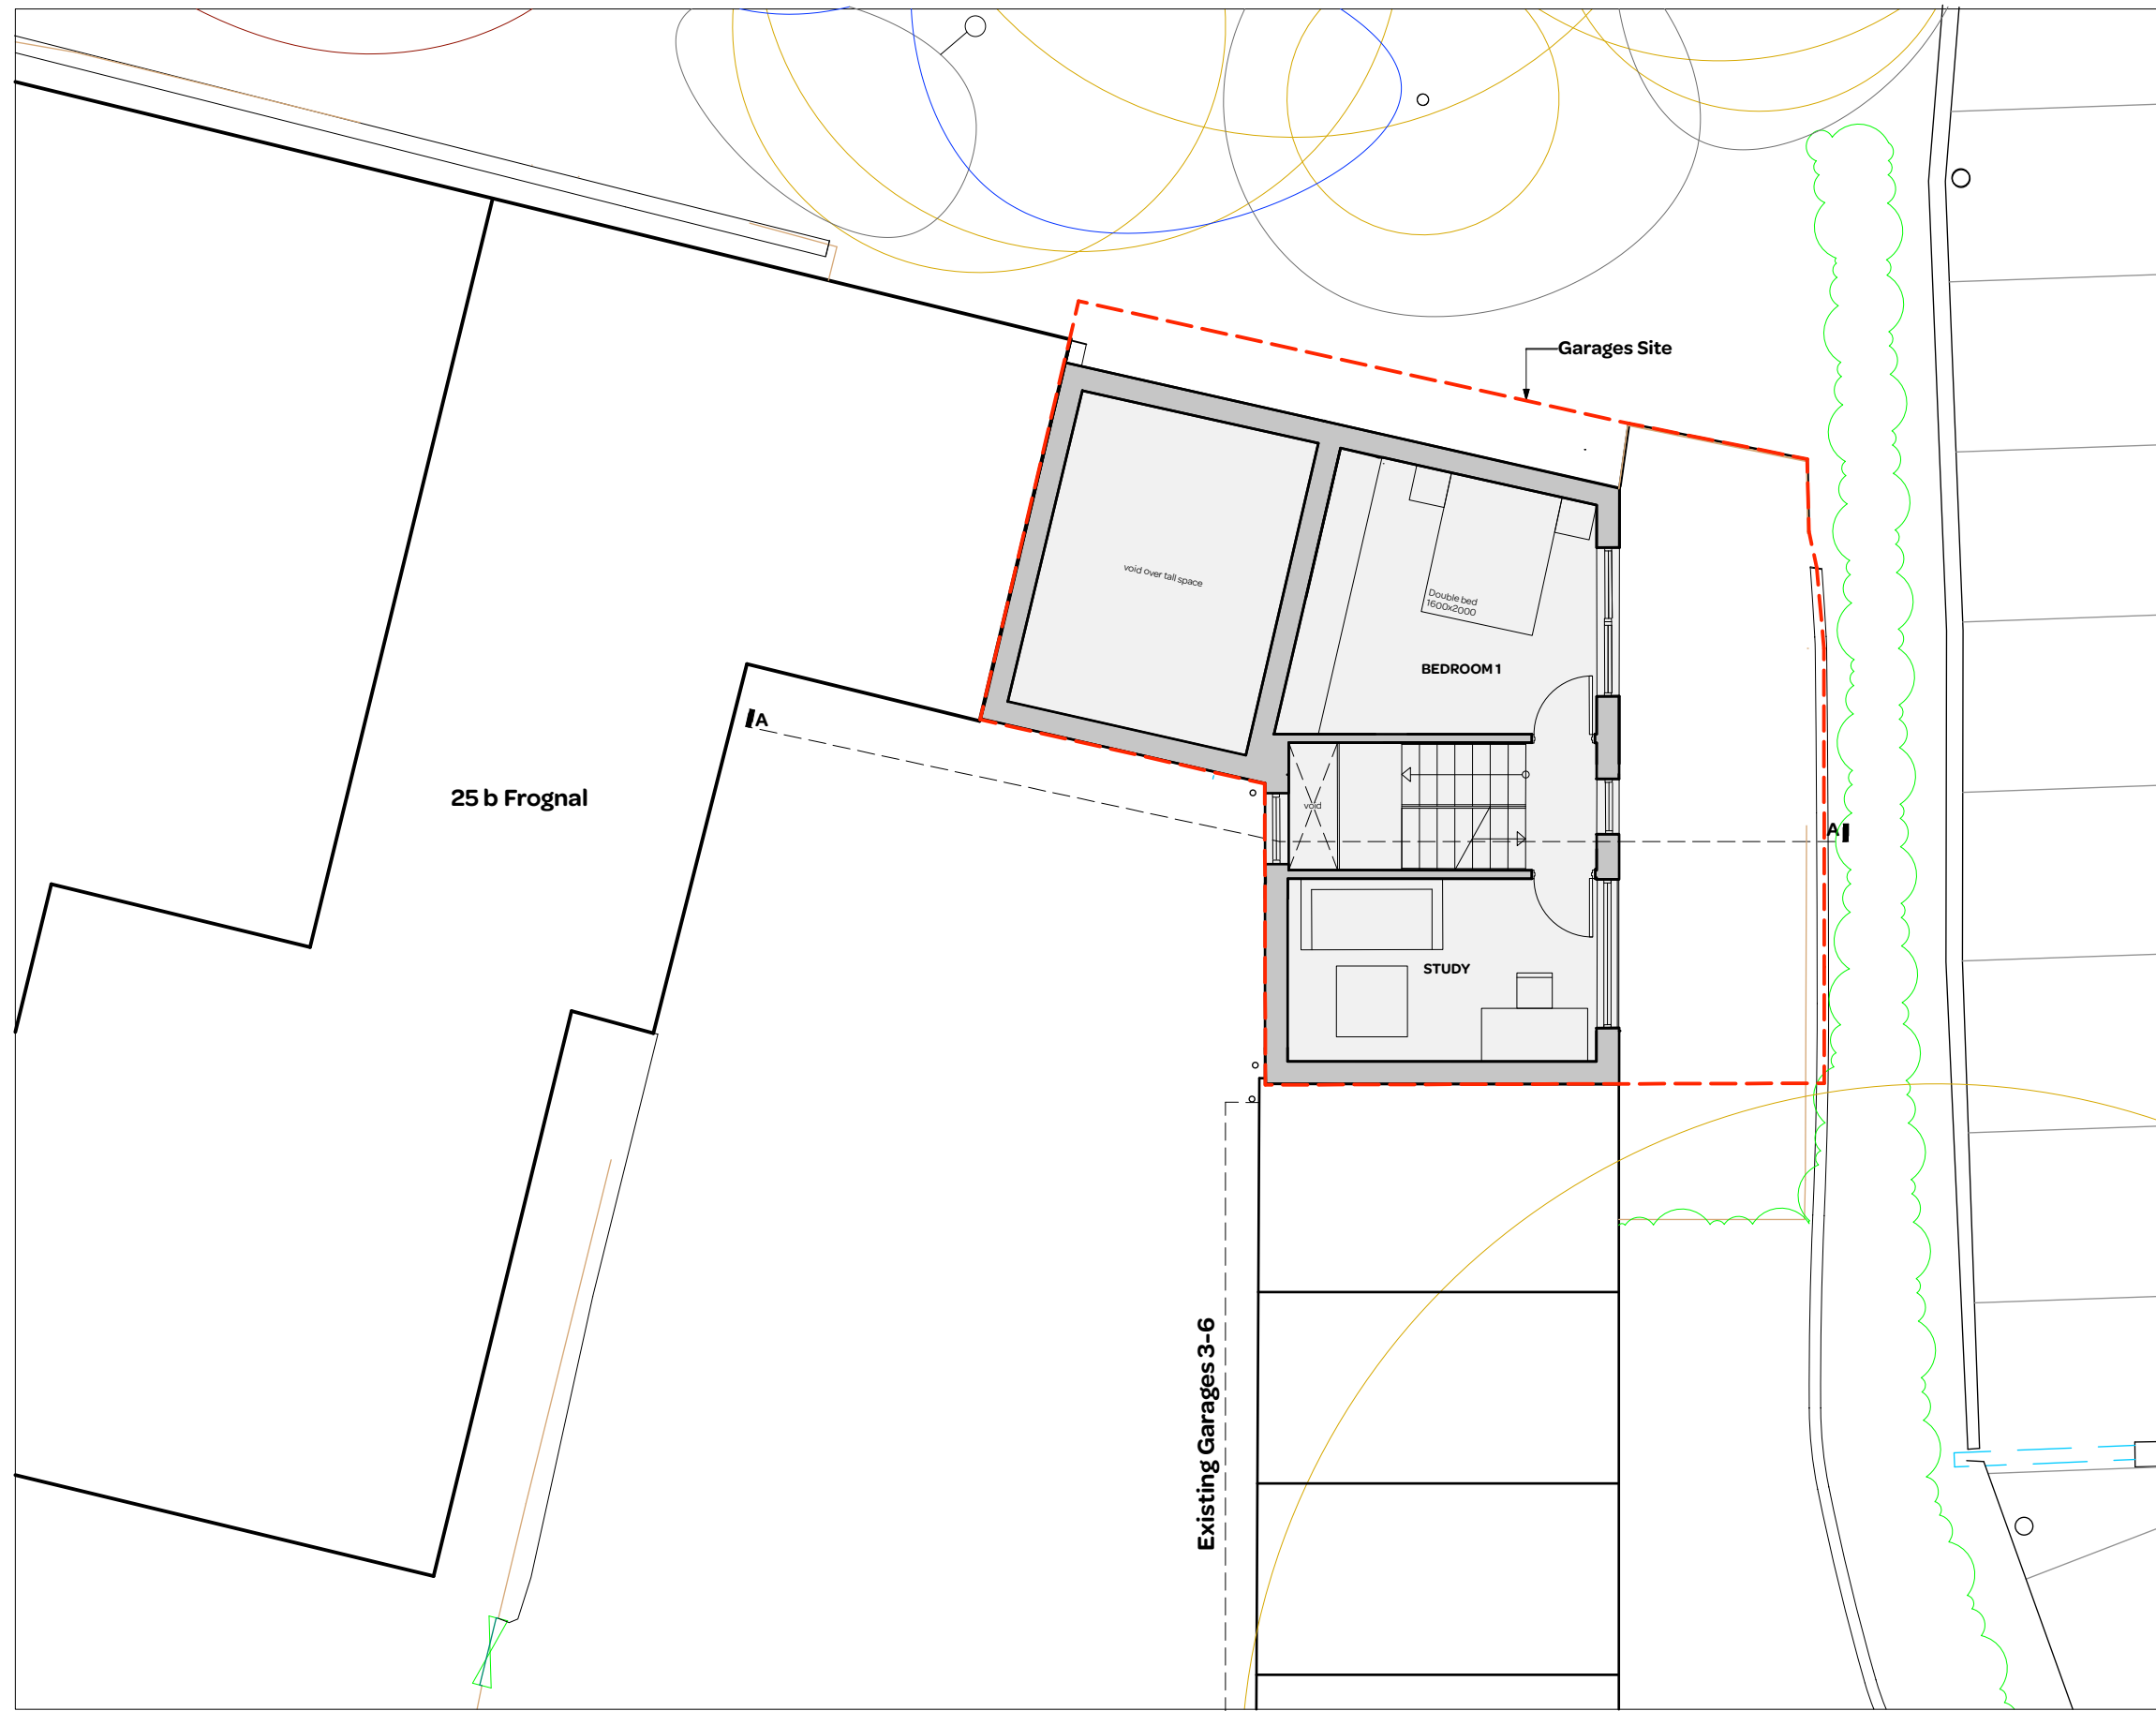 Garages Site
void over tall space
Double bed
1600x2000
BEDROOM 1
A
25 b Frognal
void
A
STUDY
Existing Garages 3-6